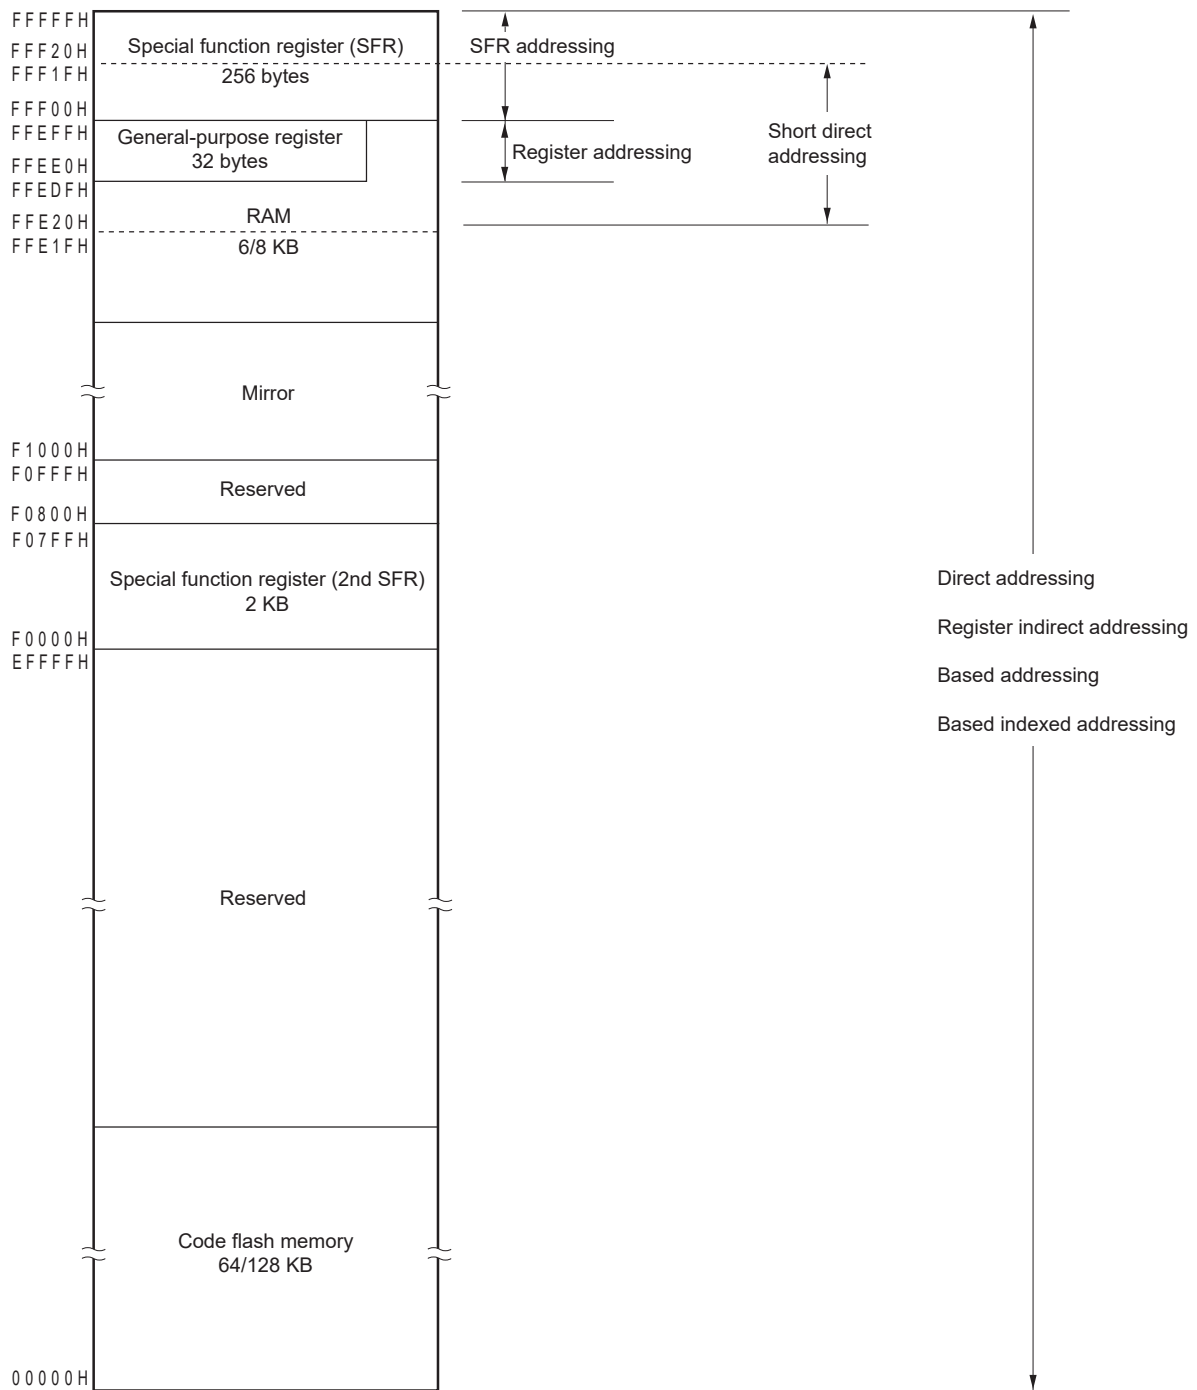 FFFFFH
FFF20H
Special function register (SFR)
SFR addressing
FFF1FH
256 bytes
FFF00H
FFEFFH
General-purpose register
32 bytes
Register addressing
Short direct
addressing
FFEE0H
FFEDFH
FFE20H
RAM
FFE1FH
6/8 KB
Mirror
F1000H
F0FFFH
Reserved
F0800H
F07FFH
Special function register (2nd SFR)
2 KB
Direct addressing
Register indirect addressing
Based addressing
Based indexed addressing
F0000H
EFFFFH
Reserved
Code flash memory
64/128 KB
00000H